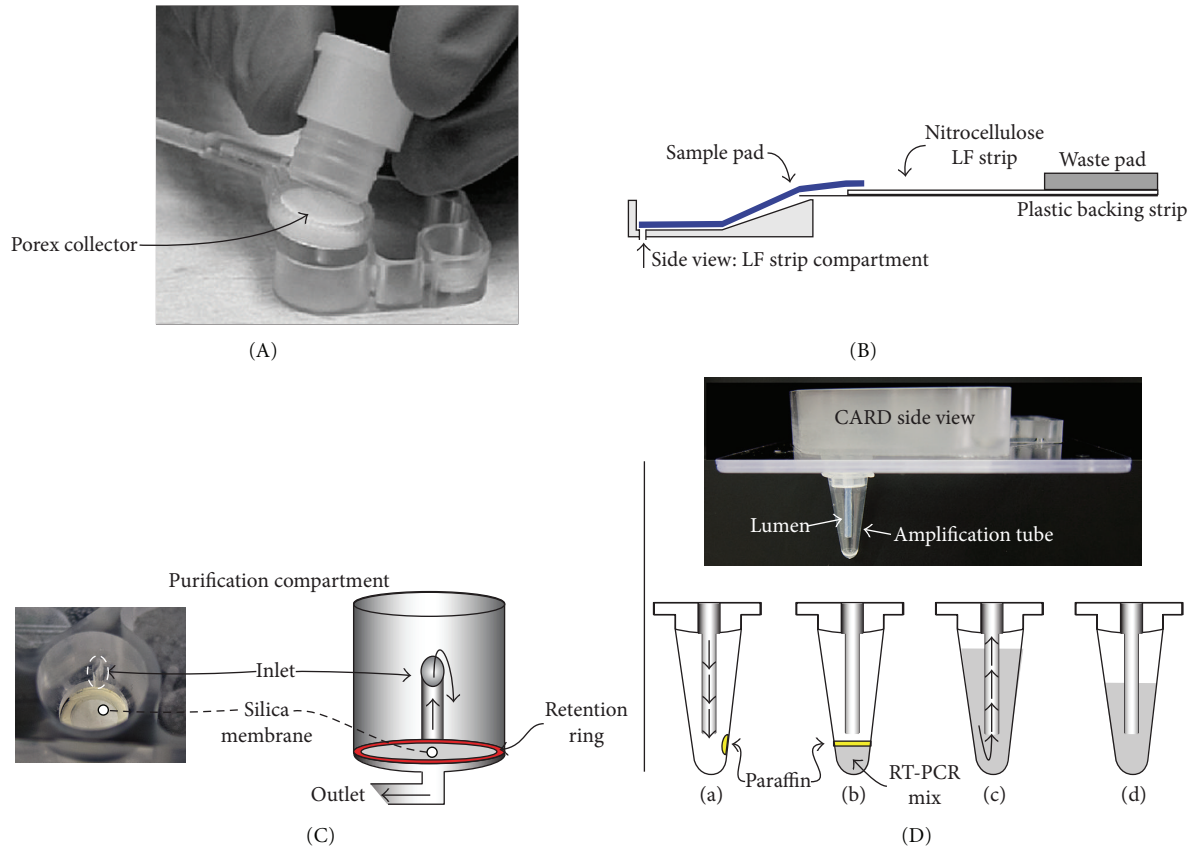 Porex collector
(A)
Sample pad
Nitrocellulose
LF strip
Waste pad
Plastic backing strip
Side view: LF strip compartment
(B)
Purification compartment
Inlet
Silica
membrane
Retention
ring
Outlet
(C)
CARD side view
Lumen
Amplification tube
Paraffin
RT-PCR
mix
(a)
(b)
(c)
(d)
(D)